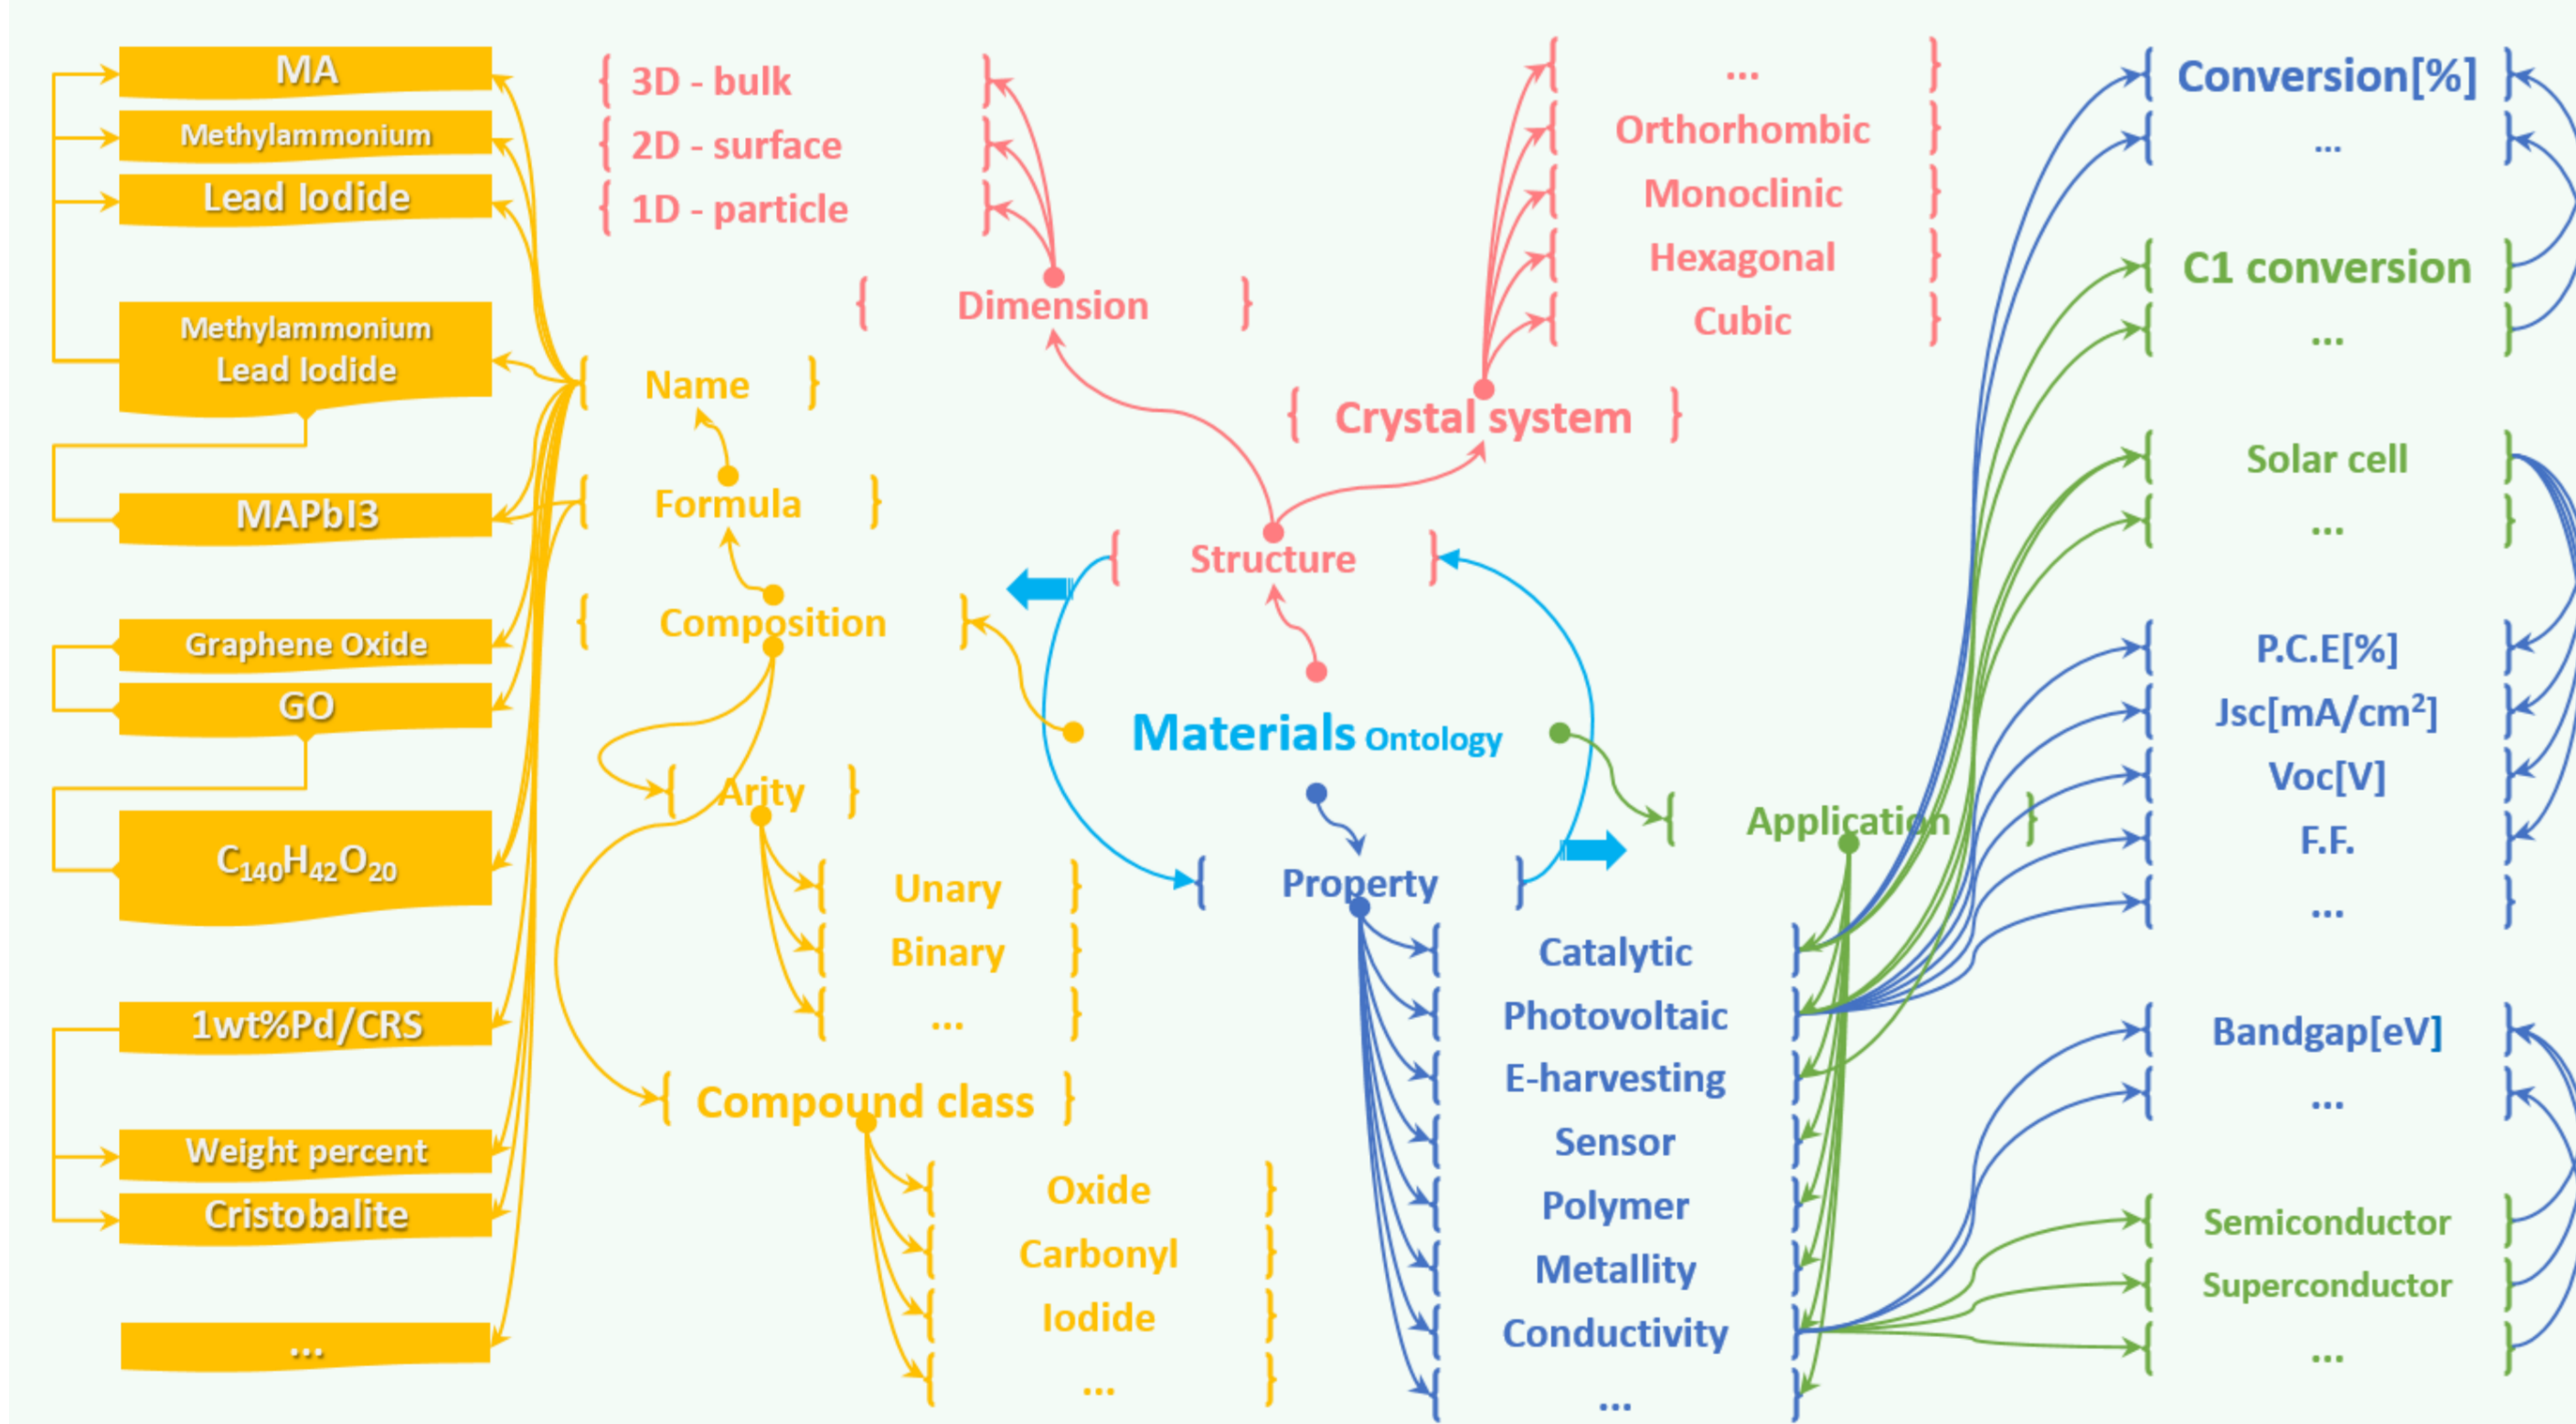 MA
Methylammonium
Lead Iodide
Methylammonium
Lead Iodide
MAPbI3
Graphene Oxide
GO
C₁₄₀H₄₂O₂₀
1wt%Pd/CRS
Weight percent
Cristobalite
...
Name
Formula
Composition
Arity
Unary
Binary
...
Compound class
Oxide
Carbonyl
Iodide
...
3D - bulk
2D - surface
1D - particle
Dimension
...
Orthorhombic
Monoclinic
Hexagonal
Cubic
Crystal system
Structure
Materials Ontology
Property
Catalytic
Photovoltaic
E-harvesting
Sensor
Polymer
Metallity
Conductivity
...
Application
Conversion[%]
...
C1 conversion
...
Solar cell
...
P.C.E[%]
Jsc[mA/cm²]
Voc[V]
F.F.
...
Bandgap[eV]
...
Semiconductor
Superconductor
...